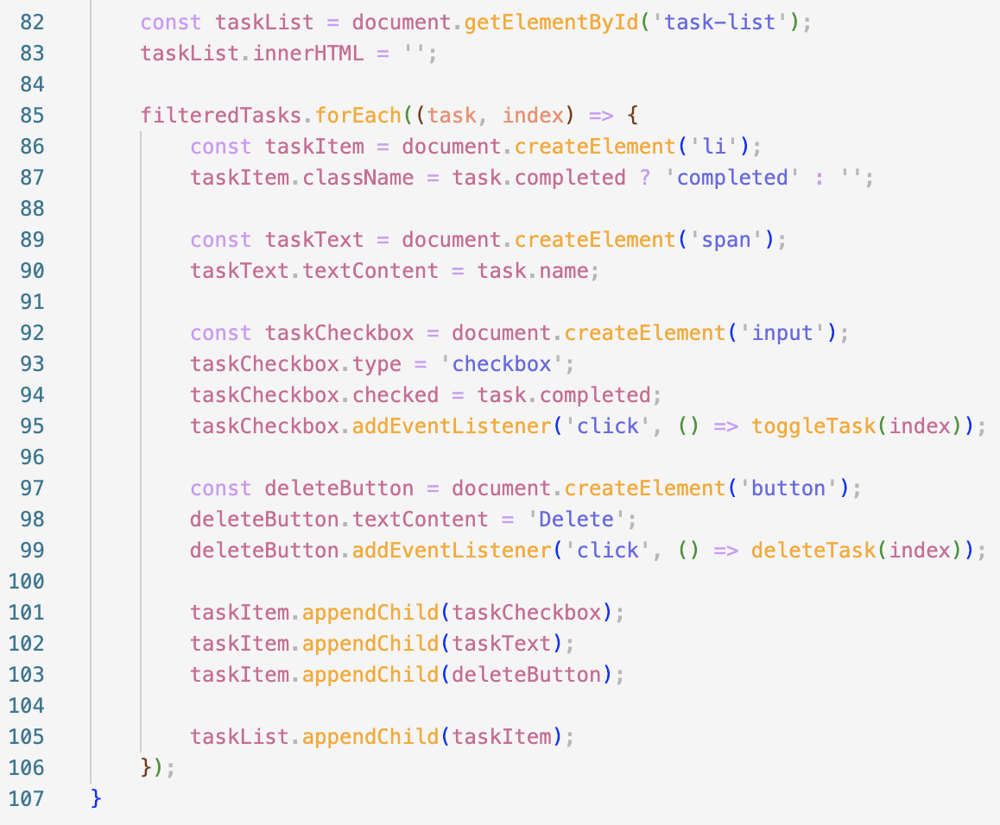 82 const taskList = document.getElementById('task-list');
83 taskList.innerHTML = '';
84
85 filteredTasks.forEach((task, index) => {
86 const taskItem = document.createElement('li');
87 taskItem.className = task.completed ? 'completed' : '';
88
89 const taskText = document.createElement('span');
90 taskText.textContent = task.name;
91
92 const taskCheckbox = document.createElement('input');
93 taskCheckbox.type = 'checkbox';
94 taskCheckbox.checked = task.completed;
95 taskCheckbox.addEventListener('click', () => toggleTask(index));
96
97 const deleteButton = document.createElement('button');
98 deleteButton.textContent = 'Delete';
99 deleteButton.addEventListener('click', () => deleteTask(index));
100
101 taskItem.appendChild(taskCheckbox);
102 taskItem.appendChild(taskText);
103 taskItem.appendChild(deleteButton);
104
105 taskList.appendChild(taskItem);
106 });
107 }